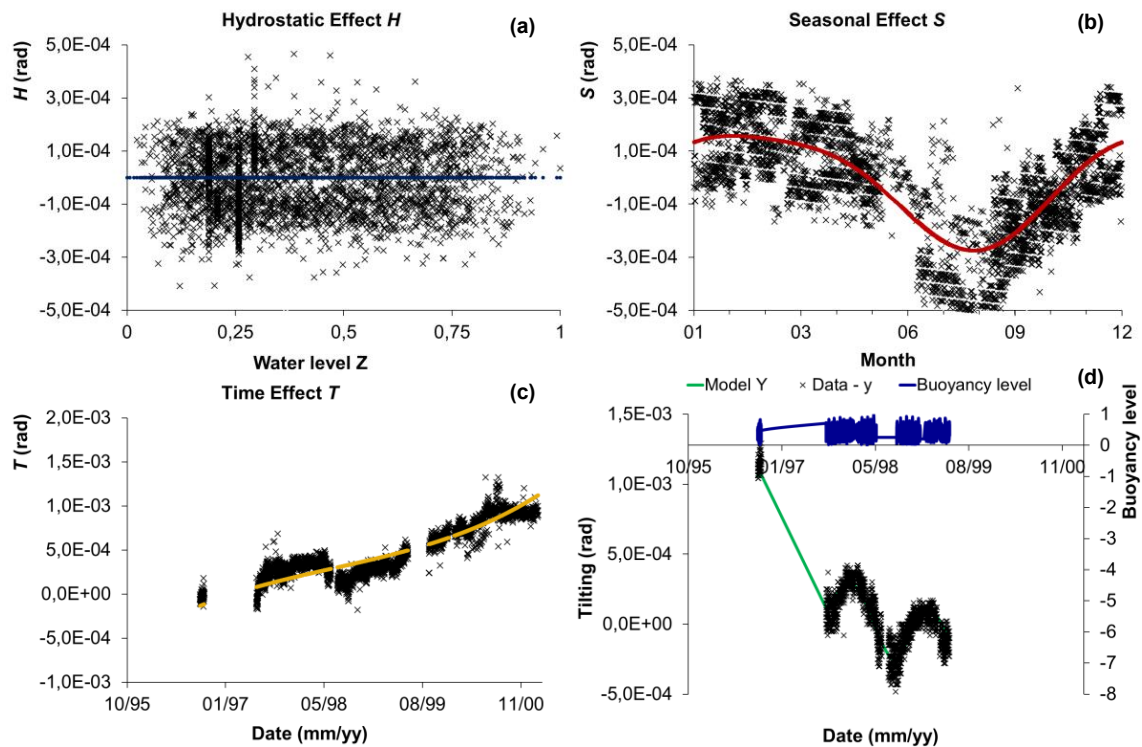 Hydrostatic Effect H
(a)
H (rad)
5,0E-04
3,0E-04
1,0E-04
-1,0E-04
-3,0E-04
-5,0E-04
0 0,25 0,5 0,75 1
Water level Z
Seasonal Effect S
(b)
S (rad)
5,0E-04
3,0E-04
1,0E-04
-1,0E-04
-3,0E-04
-5,0E-04
01 03 06 09 12
Month
Time Effect T
(c)
T (rad)
2,0E-03
1,5E-03
1,0E-03
5,0E-04
0,0E+00
-5,0E-04
-1,0E-03
10/95 01/97 05/98 08/99 11/00
Date (mm/yy)
Model Y Data - y Buoyancy level
(d)
Tilting (rad)
1,5E-03
1,0E-03
5,0E-04
0,0E+00
-5,0E-04
10/95 01/97 05/98 08/99 11/00
1
0
-1
-2
-3
-4
-5
-6
-7
-8
Buoyancy level
Date (mm/yy)